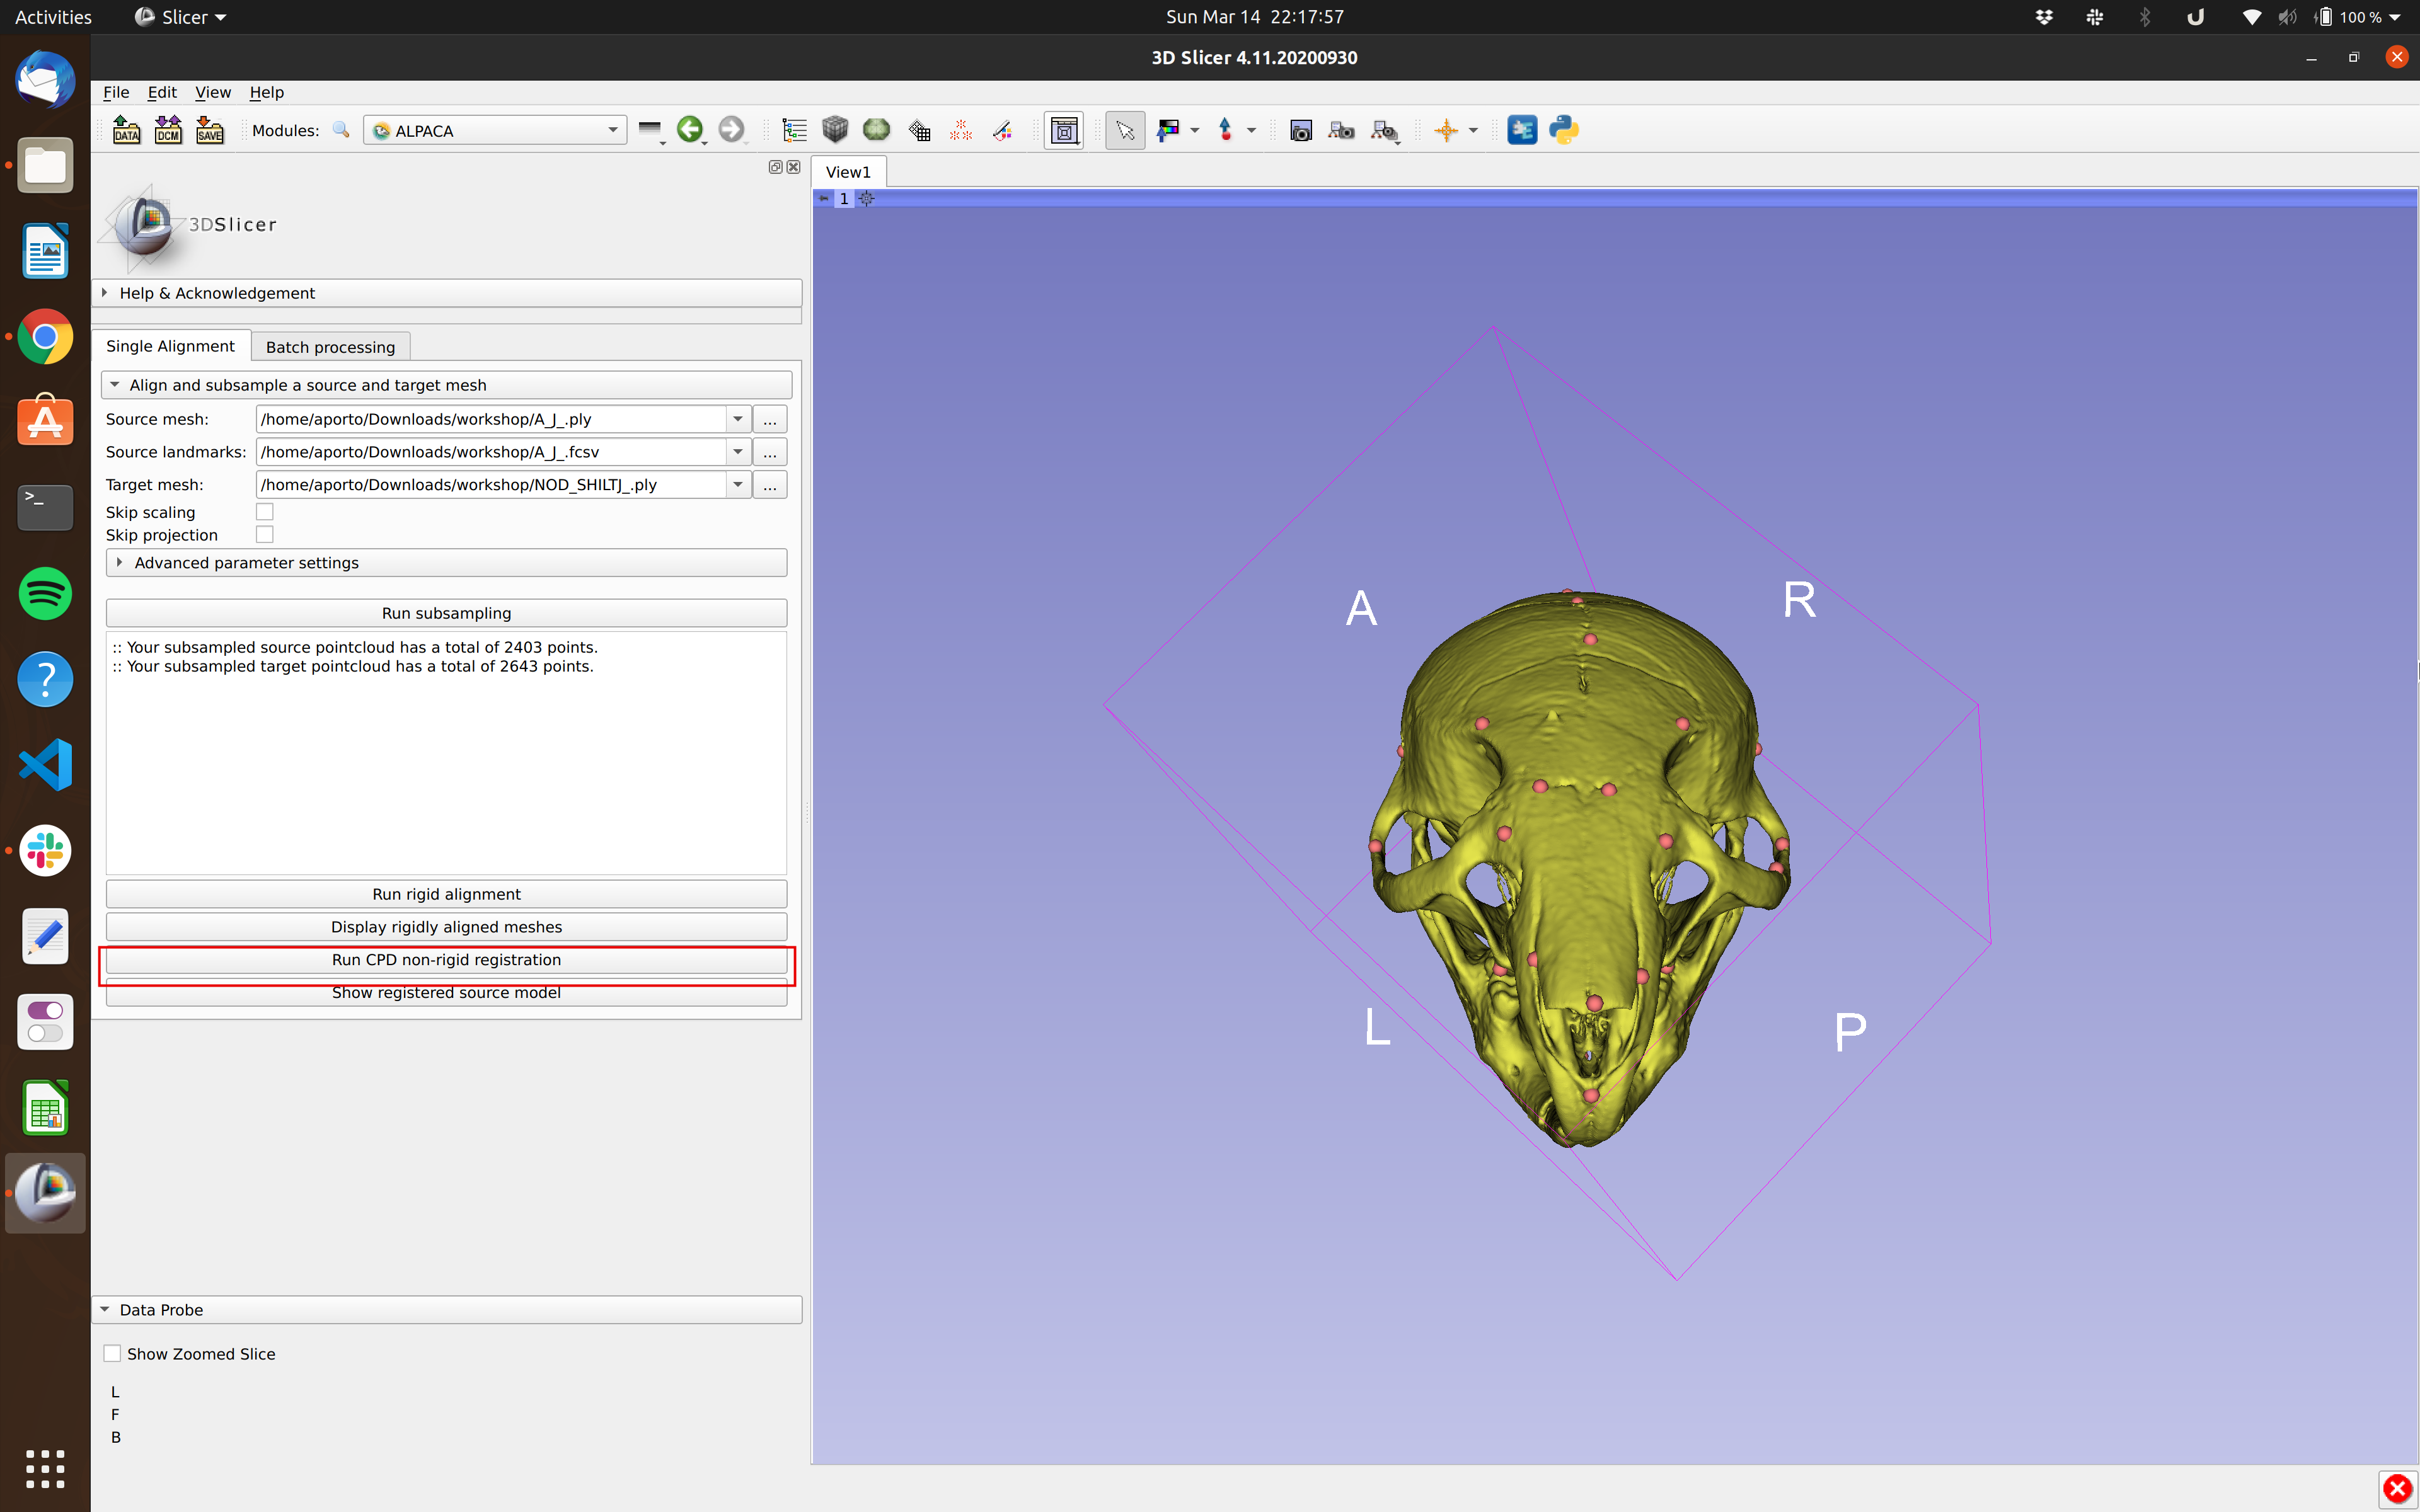 Activities Slicer Sun Mar 14 22:17:57 100 %
3D Slicer 4.11.20200930
File Edit View Help
DATA DCM SAVE Modules: ALPACA
View1
1
3DSlicer
Help & Acknowledgement
Single Alignment Batch processing
Align and subsample a source and target mesh
Source mesh: /home/aporto/Downloads/workshop/A_J_.ply ...
Source landmarks: /home/aporto/Downloads/workshop/A_J_.fcsv ...
Target mesh: /home/aporto/Downloads/workshop/NOD_SHILTJ_.ply ...
Skip scaling
Skip projection
Advanced parameter settings
Run subsampling
:: Your subsampled source pointcloud has a total of 2403 points.
:: Your subsampled target pointcloud has a total of 2643 points.
Run rigid alignment
Display rigidly aligned meshes
Run CPD non-rigid registration
Show registered source model
A R
L P
Data Probe
Show Zoomed Slice
L
F
B